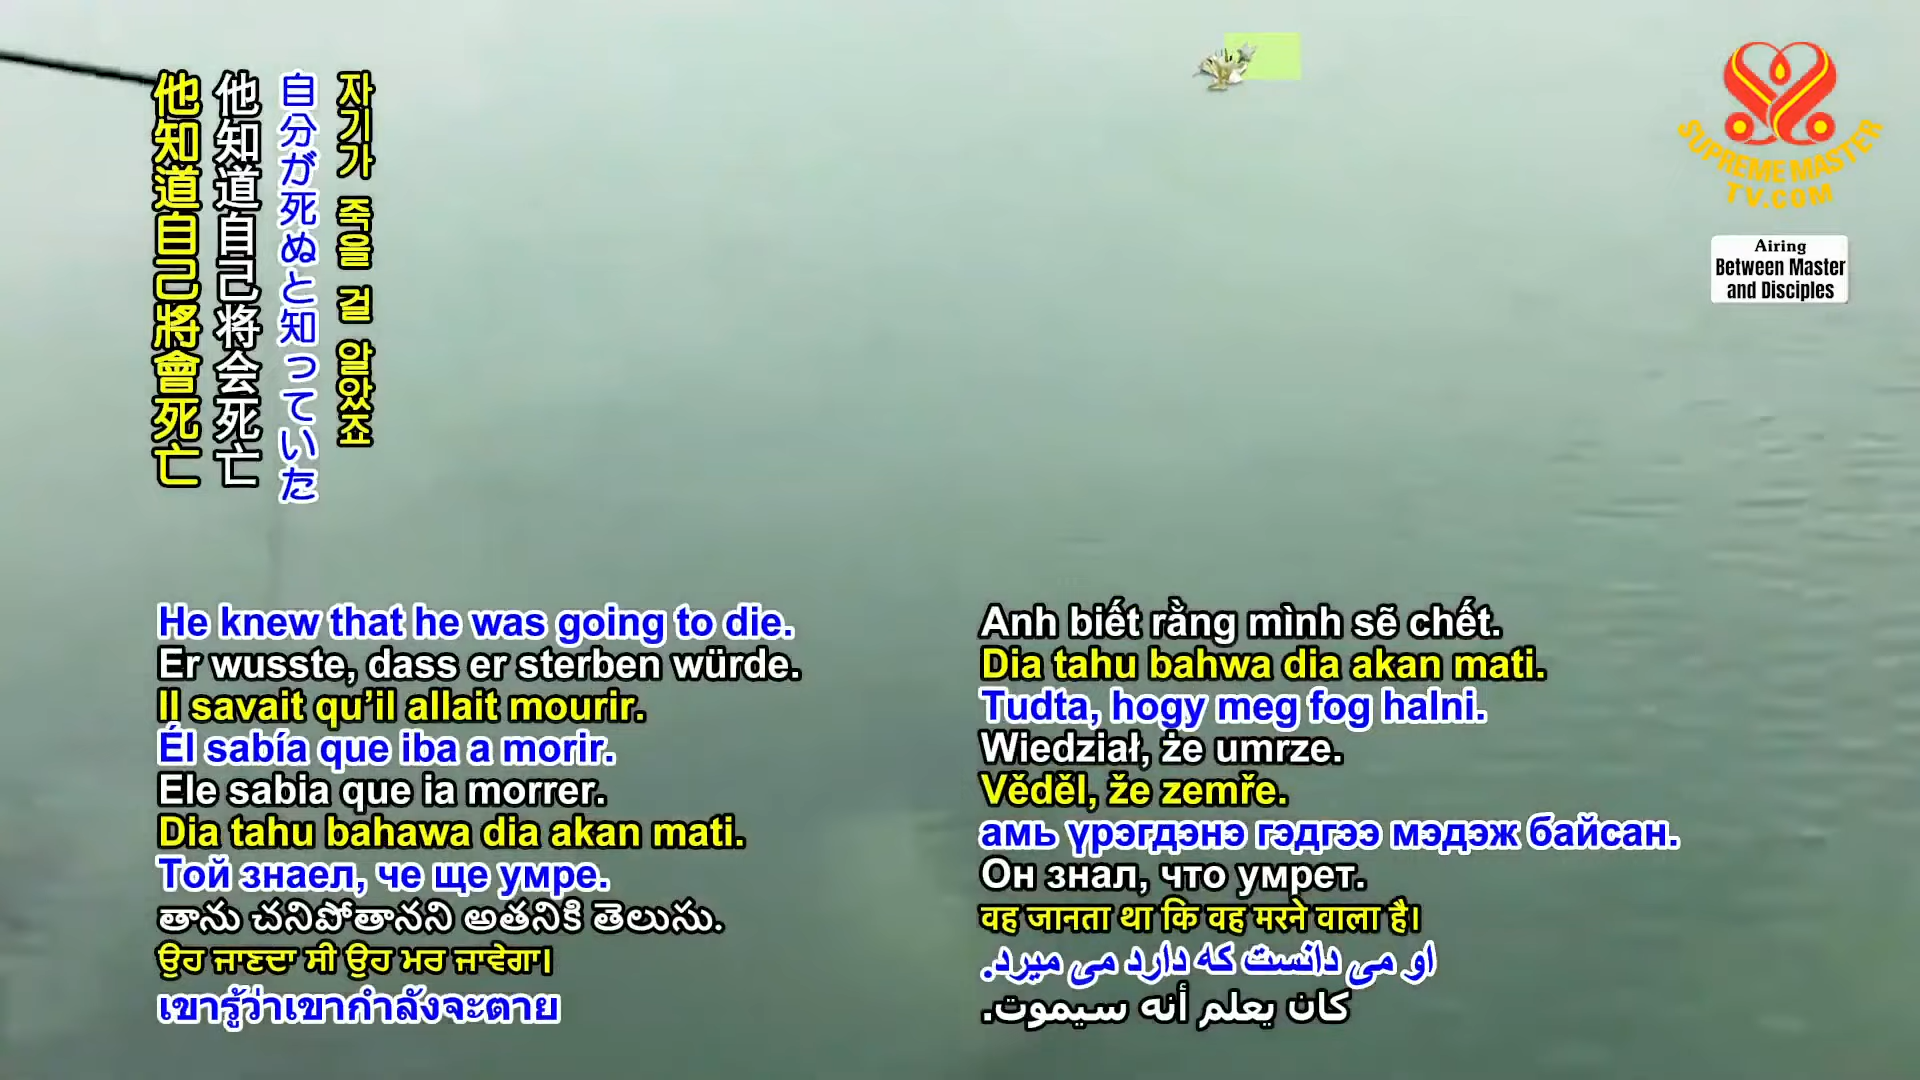 他知道自己將會死亡
他知道自己将会死亡
自分が死ぬと知っていた
자기가 죽을 걸 알았죠
SUPREME MASTER
TV.COM
Airing
Between Master
and Disciples
He knew that he was going to die.
Er wusste, dass er sterben würde.
Il savait qu’il allait mourir.
Él sabía que iba a morir.
Ele sabia que ia morrer.
Dia tahu bahawa dia akan mati.
Той знаел, че ще умре.
తాను చనిపోతానని అతనికి తెలుసు.
ਉਹ ਜਾਣਦਾ ਸੀ ਉਹ ਮਰ ਜਾਵੇਗਾ।
เขารู้ว่าเขากำลังจะตาย
Anh biết rằng mình sẽ chết.
Dia tahu bahwa dia akan mati.
Tudta, hogy meg fog halni.
Wiedział, że umrze.
Věděl, že zemře.
амь үрэгдэнэ гэдгээ мэдэж байсан.
Он знал, что умрет.
वह जानता था कि वह मरने वाला है।
او می دانست که دارد می میرد.
كان يعلم أنه سيموت.